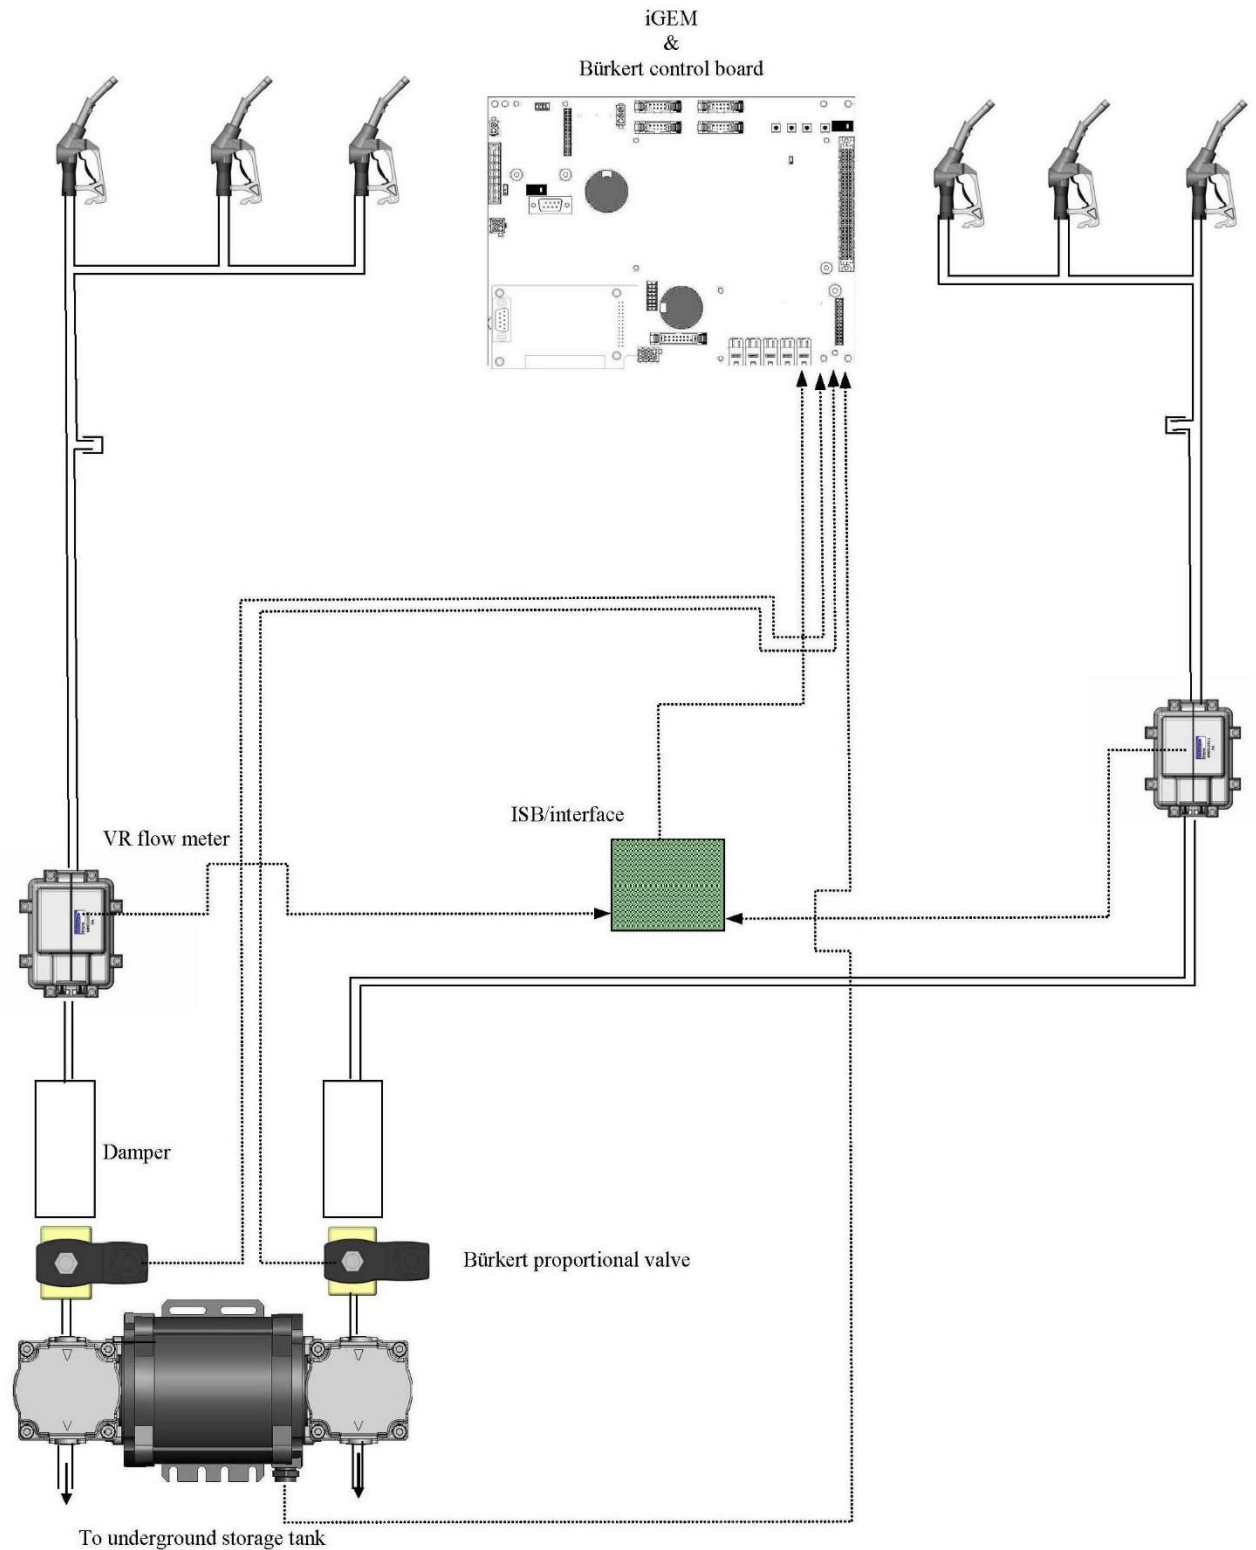 iGEM
&
Bürkert control board
ISB/interface
VR flow meter
Damper
Bürkert proportional valve
To underground storage tank